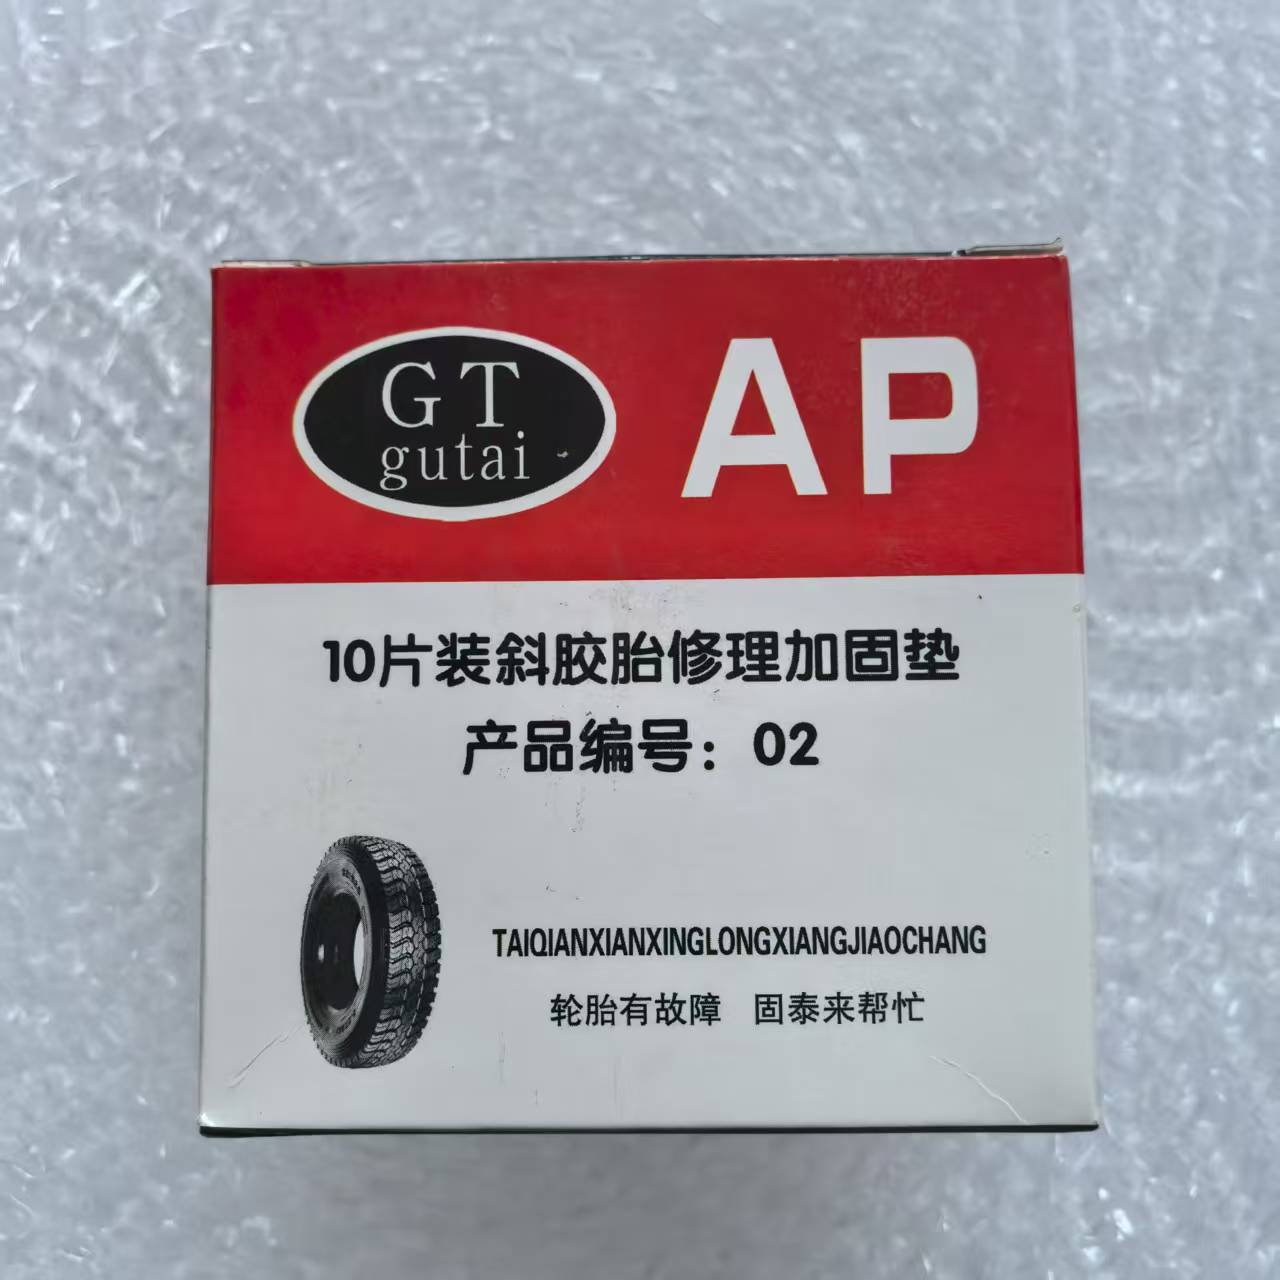 GT
gutai
AP
10片装斜胶胎修理加固垫
产品编号：02
TAIQIANXIANXINGLONGXIANGJIAOCHANG
轮胎有故障 固泰来帮忙